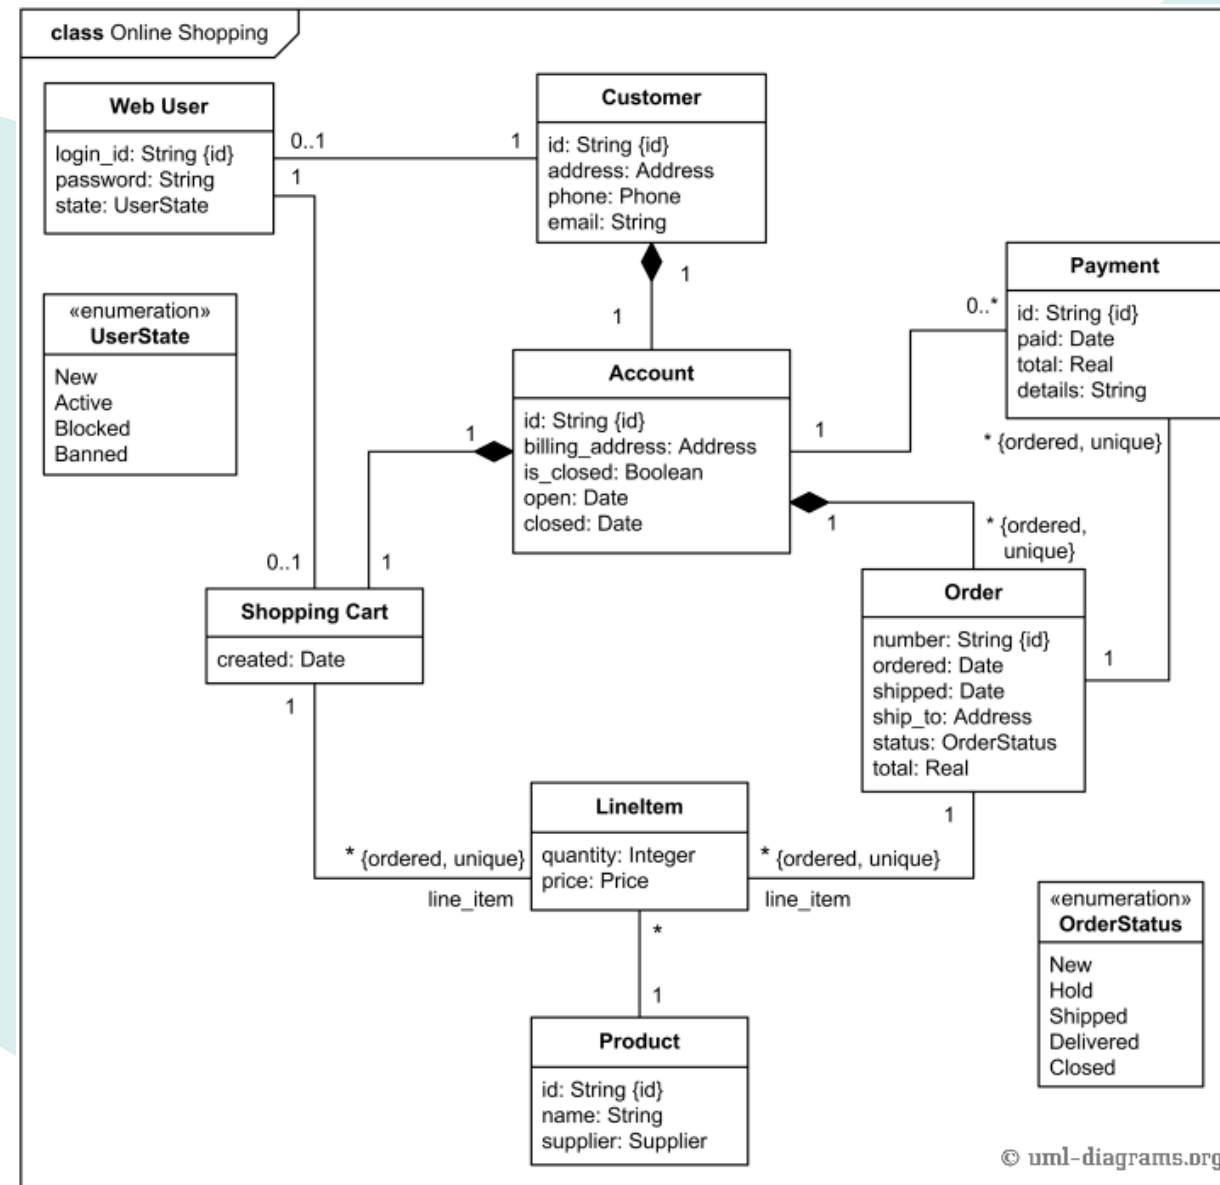 class Online Shopping
Web User
login_id: String {id}
password: String
state: UserState
0..1
1
1
Customer
id: String {id}
address: Address
phone: Phone
email: String
1
1
«enumeration»
UserState
New
Active
Blocked
Banned
Payment
id: String {id}
paid: Date
total: Real
details: String
0..*
1
* {ordered, unique}
Account
id: String {id}
billing_address: Address
is_closed: Boolean
open: Date
closed: Date
1
1
* {ordered,
unique}
0..1
1
Shopping Cart
created: Date
1
Order
number: String {id}
ordered: Date
shipped: Date
ship_to: Address
status: OrderStatus
total: Real
1
1
LineItem
quantity: Integer
price: Price
* {ordered, unique}
line_item
* {ordered, unique}
line_item
*
1
Product
id: String {id}
name: String
supplier: Supplier
«enumeration»
OrderStatus
New
Hold
Shipped
Delivered
Closed
© uml-diagrams.org